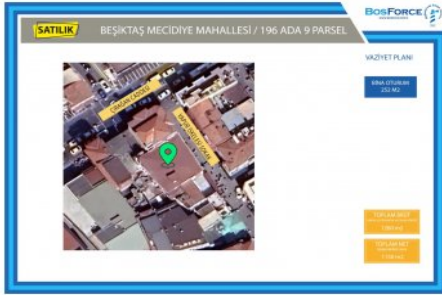 BOSFORCE
SATILIK
BEŞİKTAŞ MECİDİYE MAHALLESİ / 196 ADA 9 PARSEL
VAZİYET PLANI
BİNA OTURUM
252 M2
ÇIRAĞAN CADDESİ
TOPLAM BRÜT
TOPLAM NET